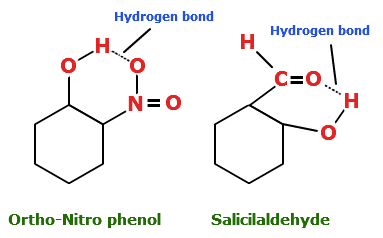 Hydrogen bond
H
O O
N = O
Ortho-Nitro phenol
Hydrogen bond
H
C = O
H
O
Salicilaldehyde